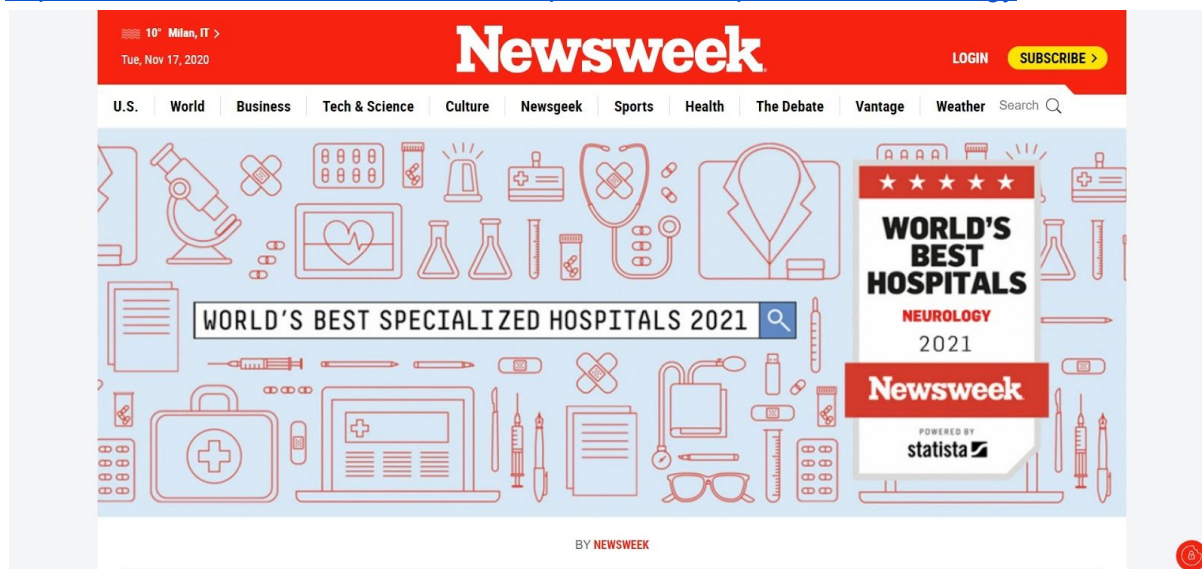 10° Milan, IT >
Tue, Nov 17, 2020
Newsweek
LOGIN
SUBSCRIBE >
U.S. World Business Tech & Science Culture Newsgeek Sports Health The Debate Vantage Weather Search
WORLD'S BEST SPECIALIZED HOSPITALS 2021
WORLD'S
BEST
HOSPITALS
NEUROLOGY
2021
Newsweek
POWERED BY
statista
BY NEWSWEEK